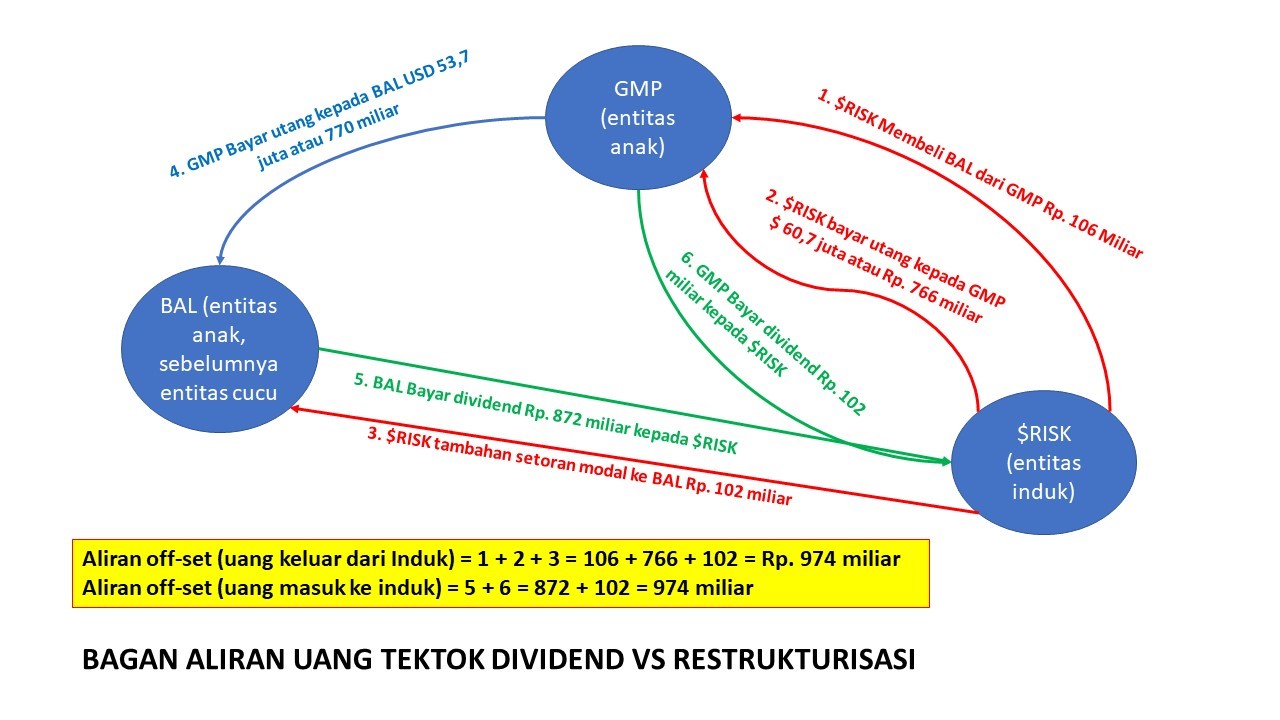 GMP
(entitas
anak)
1. $RISK Membeli BAL dari GMP Rp. 106 Miliar
2. $RISK bayar utang kepada GMP
$ 60,7 juta atau Rp. 766 miliar
4. GMP Bayar utang kepada BAL USD 53,7
juta atau 770 miliar
6. GMP Bayar dividend Rp. 102
miliar kepada $RISK
BAL (entitas
anak,
sebelumnya
entitas cucu
5. BAL Bayar dividend Rp. 872 miliar kepada $RISK
3. $RISK tambahan setoran modal ke BAL Rp. 102 miliar
$RISK
(entitas
induk)
Aliran off-set (uang keluar dari Induk) = 1 + 2 + 3 = 106 + 766 + 102 = Rp. 974 miliar
Aliran off-set (uang masuk ke induk) = 5 + 6 = 872 + 102 = 974 miliar
BAGAN ALIRAN UANG TEKTOK DIVIDEND VS RESTRUKTURISASI